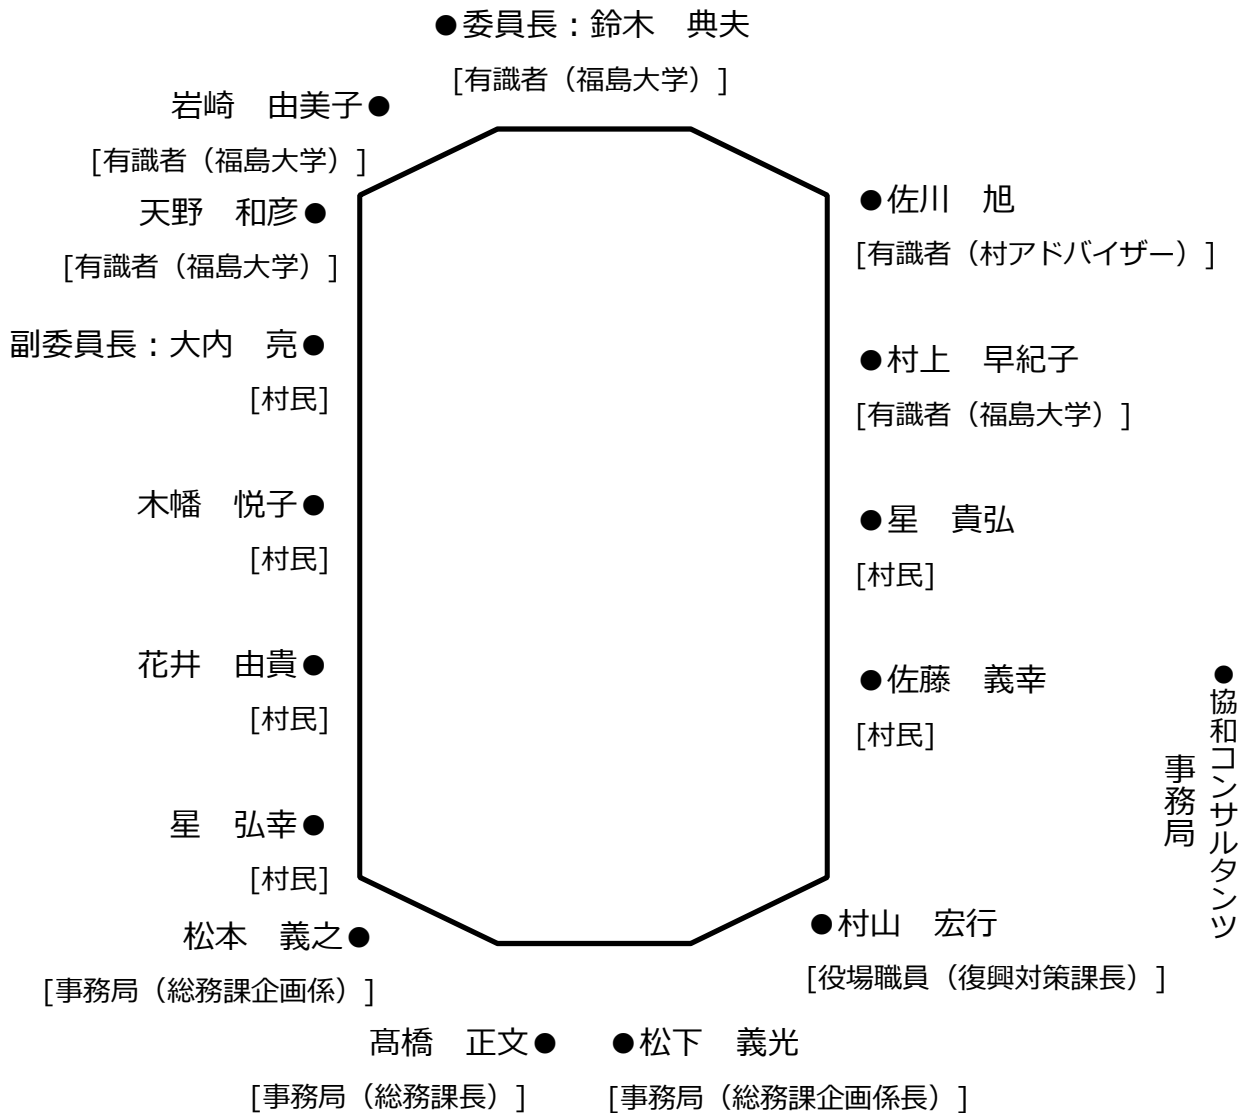 ●委員長：鈴木　典夫
[有識者（福島大学）]
岩崎　由美子●
[有識者（福島大学）]
天野　和彦●
[有識者（福島大学）]
副委員長：大内　亮●
[村民]
木幡　悦子●
[村民]
花井　由貴●
[村民]
星　弘幸●
[村民]
松本　義之●
[事務局（総務課企画係）]
髙橋　正文●
[事務局（総務課長）]
●松下　義光
[事務局（総務課企画係長）]
●佐川　旭
[有識者（村アドバイザー）]
●村上　早紀子
[有識者（福島大学）]
●星　貴弘
[村民]
●佐藤　義幸
[村民]
●村山　宏行
[役場職員（復興対策課長）]
●協和コンサルタンツ
事務局